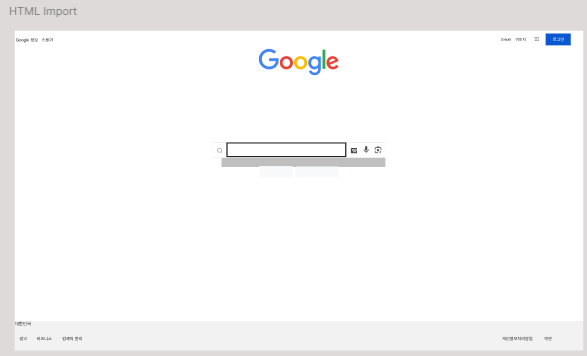 HTML Import
Google 정보 스토어
Gmail 이미지
로그인
Google
대한민국
광고 비즈니스 검색의 원리
개인정보처리방침 약관